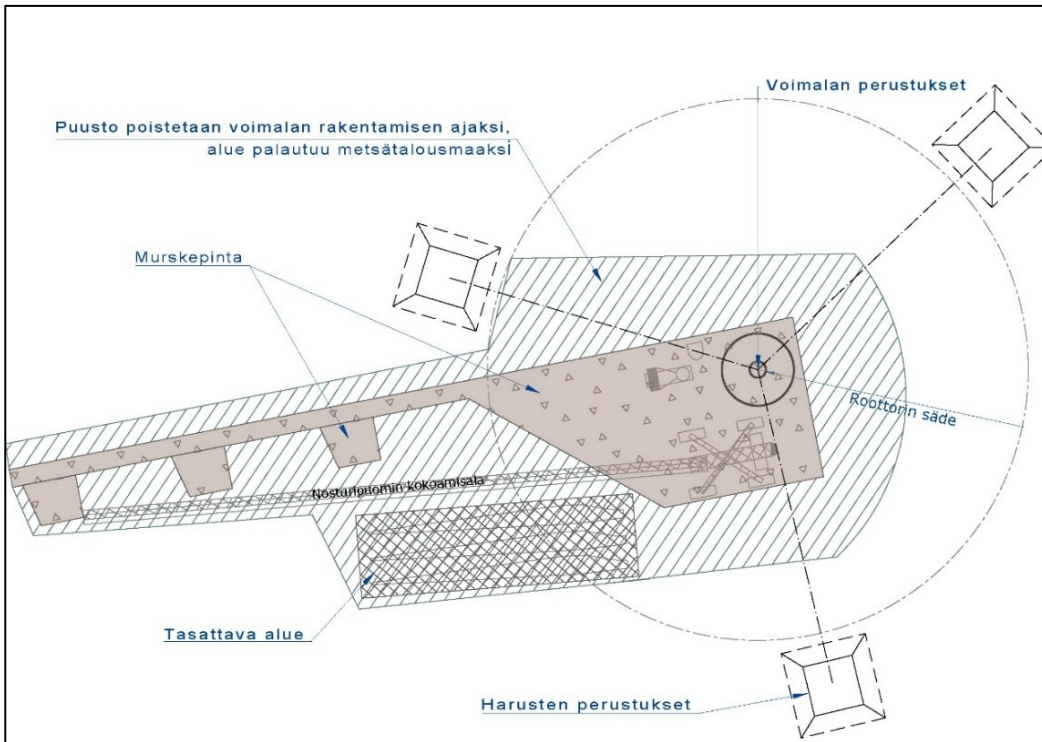 Voimalan perustukset
Puusto poistetaan voimalan rakentamisen ajaksi,
alue palautuu metsätalousmaaksi
Murskepinta
Roottorin säde
Nosturipuomin kokoamisala
Tasattava alue
Harusten perustukset